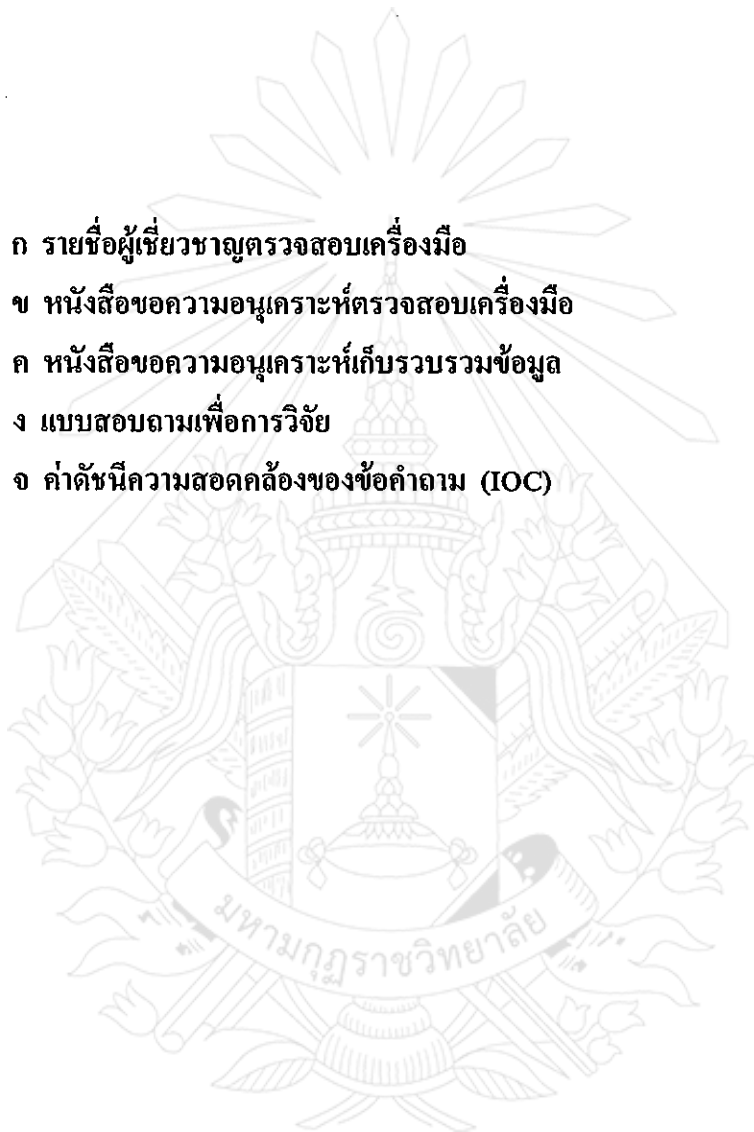 ก รายชื่อผู้เชี่ยวชาญตรวจสอบเครื่องมือ
ข หนังสือขอความอนุเคราะห์ตรวจสอบเครื่องมือ
ค หนังสือขอความอนุเคราะห์เก็บรวบรวมข้อมูล
ง แบบสอบถามเพื่อการวิจัย
จ ค่าดัชนีความสอดคล้องของข้อคำถาม (IOC)
มหามกุฏราชวิทยาลัย